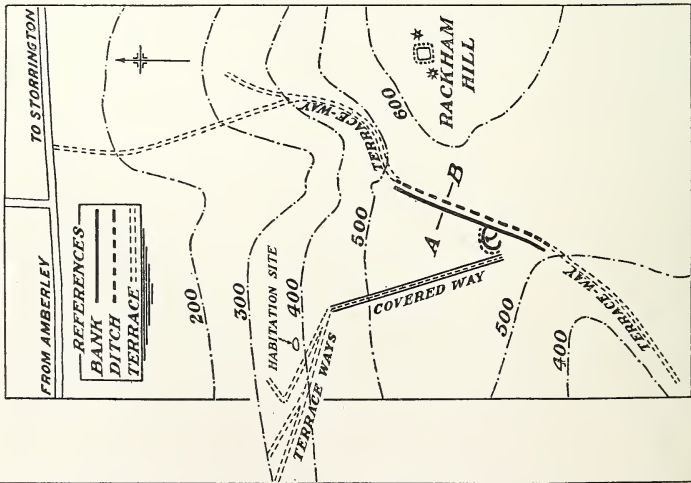 FROM AMBERLEY
TO STORRINGTON
REFERENCES
BANK
DITCH
TERRACE
200
300
HABITATION SITE
400
TERRACE WAYS
500
COVERED WAY
TERRACE-WAY
600
RACKHAM
HILL
A — B
500
400
TERRACE WAY